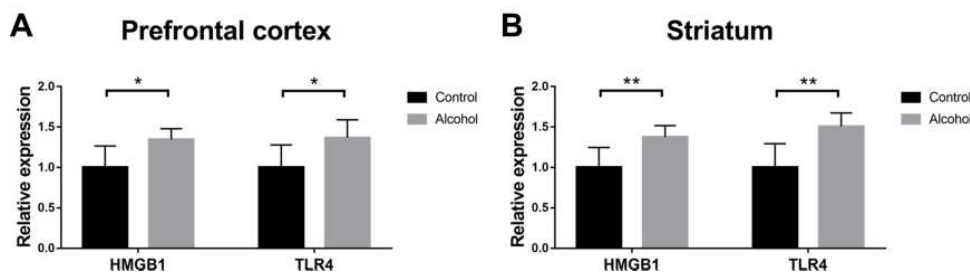 A Prefrontal cortex
Relative expression
2.0
1.5
1.0
0.5
0.0
*
*
HMGB1 TLR4
Control
Alcohol
B Striatum
Relative expression
2.0
1.5
1.0
0.5
0.0
**
**
HMGB1 TLR4
Control
Alcohol